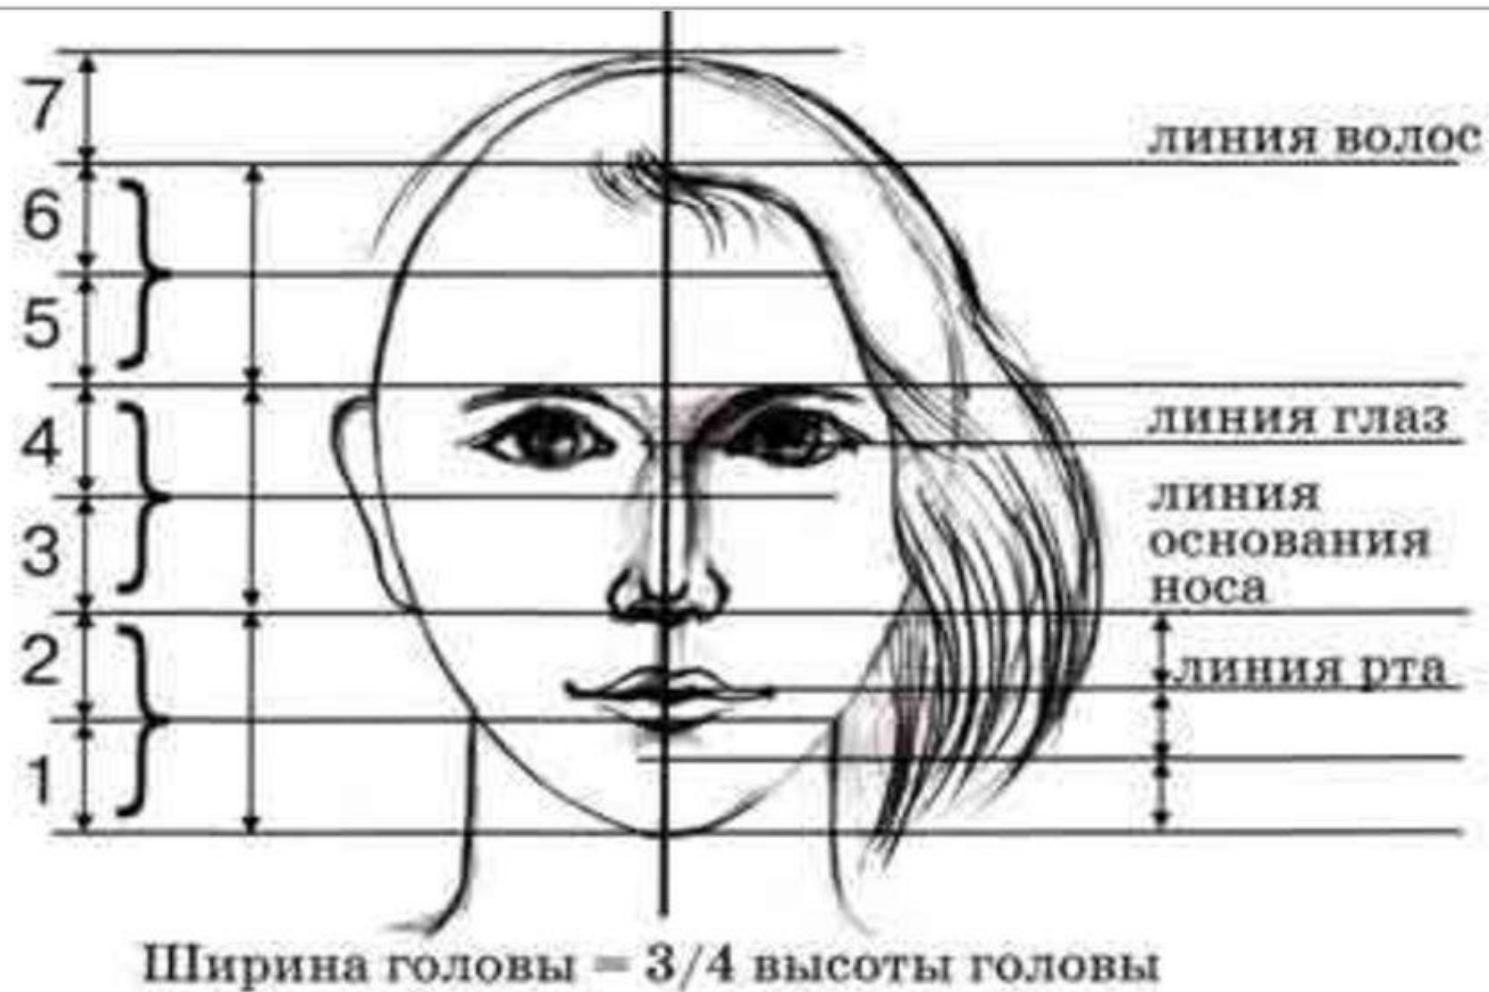 7
линия волос
6
5
4
линия глаз
линия
основания
носа
3
2
линия рта
1
Ширина головы = 3/4 высоты головы